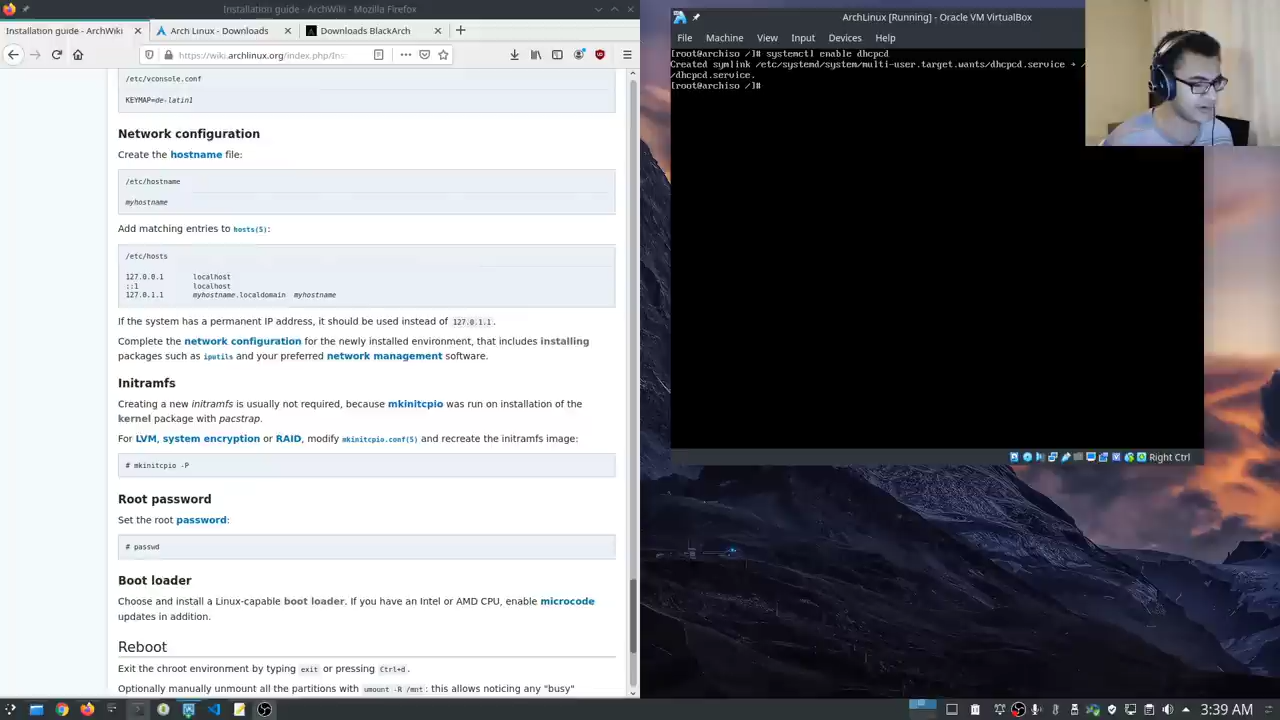 Installation guide - ArchWiki - Mozilla Firefox
Installation guide - ArchWiki
Arch Linux - Downloads
Downloads BlackArch
https://wiki.archlinux.org/index.php/Installation_gui
/etc/vconsole.conf
KEYMAP=de-latin1
Network configuration
Create the hostname file:
/etc/hostname
myhostname
Add matching entries to hosts(5):
/etc/hosts
127.0.0.1 localhost
::1 localhost
127.0.1.1 myhostname.localdomain myhostname
If the system has a permanent IP address, it should be used instead of 127.0.1.1.
Complete the network configuration for the newly installed environment, that includes installing
packages such as iputils and your preferred network management software.
Initramfs
Creating a new initramfs is usually not required, because mkinitcpio was run on installation of the
kernel package with pacstrap.
For LVM, system encryption or RAID, modify mkinitcpio.conf(5) and recreate the initramfs image:
# mkinitcpio -P
Root password
Set the root password:
# passwd
Boot loader
Choose and install a Linux-capable boot loader. If you have an Intel or AMD CPU, enable microcode
updates in addition.
Reboot
Exit the chroot environment by typing exit or pressing Ctrl+d.
Optionally manually unmount all the partitions with umount -R /mnt: this allows noticing any "busy"
ArchLinux [Running] - Oracle VM VirtualBox
File Machine View Input Devices Help
[root@archiso /]# systemctl enable dhcpcd
Created symlink /etc/systemd/system/multi-user.target.wants/dhcpcd.service → /
/dhcpcd.service.
[root@archiso /]#
Right Ctrl
3:39 AM